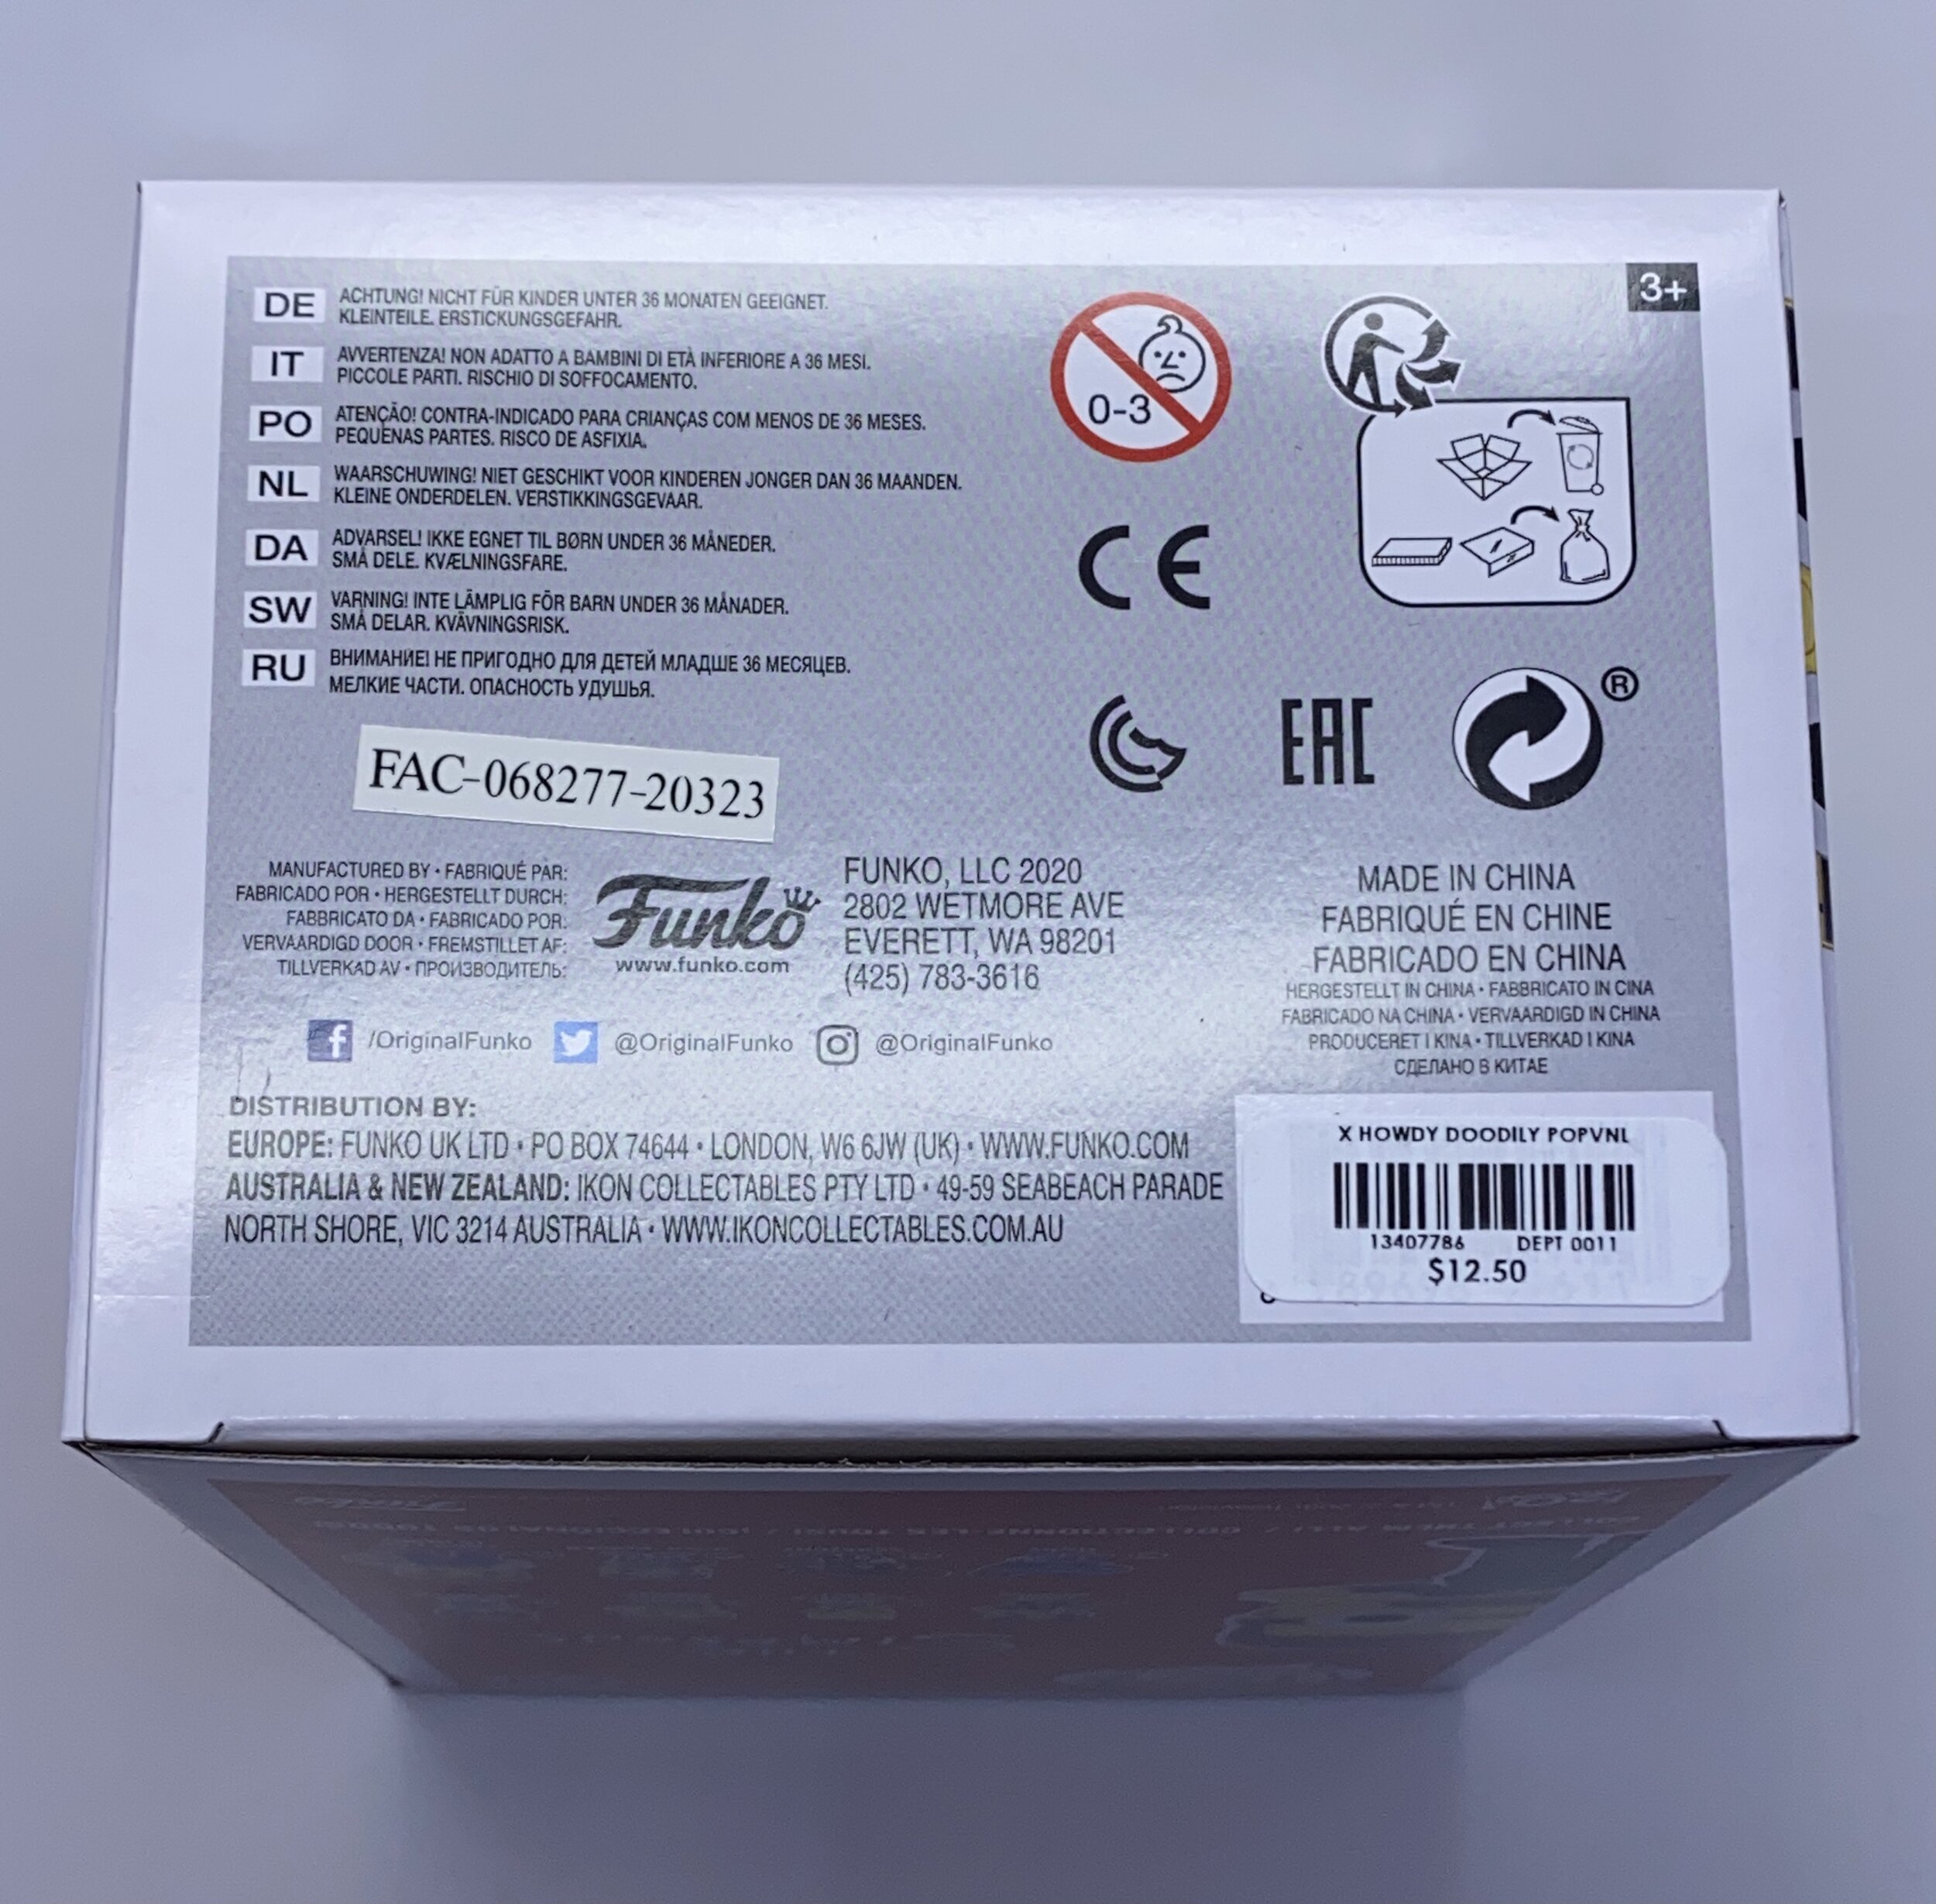 3+
DE ACHTUNG! NICHT FÜR KINDER UNTER 36 MONATEN GEEIGNET.
KLEINTEILE. ERSTICKUNGSGEFAHR.
IT AVVERTENZA! NON ADATTO A BAMBINI DI ETÀ INFERIORE A 36 MESI.
PICCOLE PARTI. RISCHIO DI SOFFOCAMENTO.
PO ATENÇÃO! CONTRA-INDICADO PARA CRIANÇAS COM MENOS DE 36 MESES.
PEQUENAS PARTES. RISCO DE ASFIXIA.
NL WAARSCHUWING! NIET GESCHIKT VOOR KINDEREN JONGER DAN 36 MAANDEN.
KLEINE ONDERDELEN. VERSTIKKINGSGEVAAR.
DA ADVARSEL! IKKE EGNET TIL BØRN UNDER 36 MÅNEDER.
SMÅ DELE. KVÆLNINGSFARE.
SW VARNING! INTE LÄMPLIG FÖR BARN UNDER 36 MÅNADER.
SMÅ DELAR. KVÄVNINGSRISK.
RU ВНИМАНИЕ! НЕ ПРИГОДНО ДЛЯ ДЕТЕЙ МЛАДШЕ 36 МЕСЯЦЕВ.
МЕЛКИЕ ЧАСТИ. ОПАСНОСТЬ УДУШЬЯ.
0-3
CE
EAC
®
FAC-068277-20323
MANUFACTURED BY • FABRIQUÉ PAR:
FABRICADO POR • HERGESTELLT DURCH:
FABBRICATO DA • FABRICADO POR:
VERVAARDIGD DOOR • FREMSTILLET AF:
TILLVERKAD AV • ПРОИЗВОДИТЕЛЬ:
Funko
www.funko.com
FUNKO, LLC 2020
2802 WETMORE AVE
EVERETT, WA 98201
(425) 783-3616
MADE IN CHINA
FABRIQUÉ EN CHINE
FABRICADO EN CHINA
HERGESTELLT IN CHINA • FABBRICATO IN CINA
FABRICADO NA CHINA • VERVAARDIGD IN CHINA
PRODUCERET I KINA • TILLVERKAD I KINA
СДЕЛАНО В КИТАЕ
/OriginalFunko @OriginalFunko @OriginalFunko
DISTRIBUTION BY:
EUROPE: FUNKO UK LTD • PO BOX 74644 • LONDON, W6 6JW (UK) • WWW.FUNKO.COM
AUSTRALIA & NEW ZEALAND: IKON COLLECTABLES PTY LTD • 49-59 SEABEACH PARADE
NORTH SHORE, VIC 3214 AUSTRALIA • WWW.IKONCOLLECTABLES.COM.AU
X HOWDY DOODILY POPVNL
13407786 DEPT 0011
$12.50